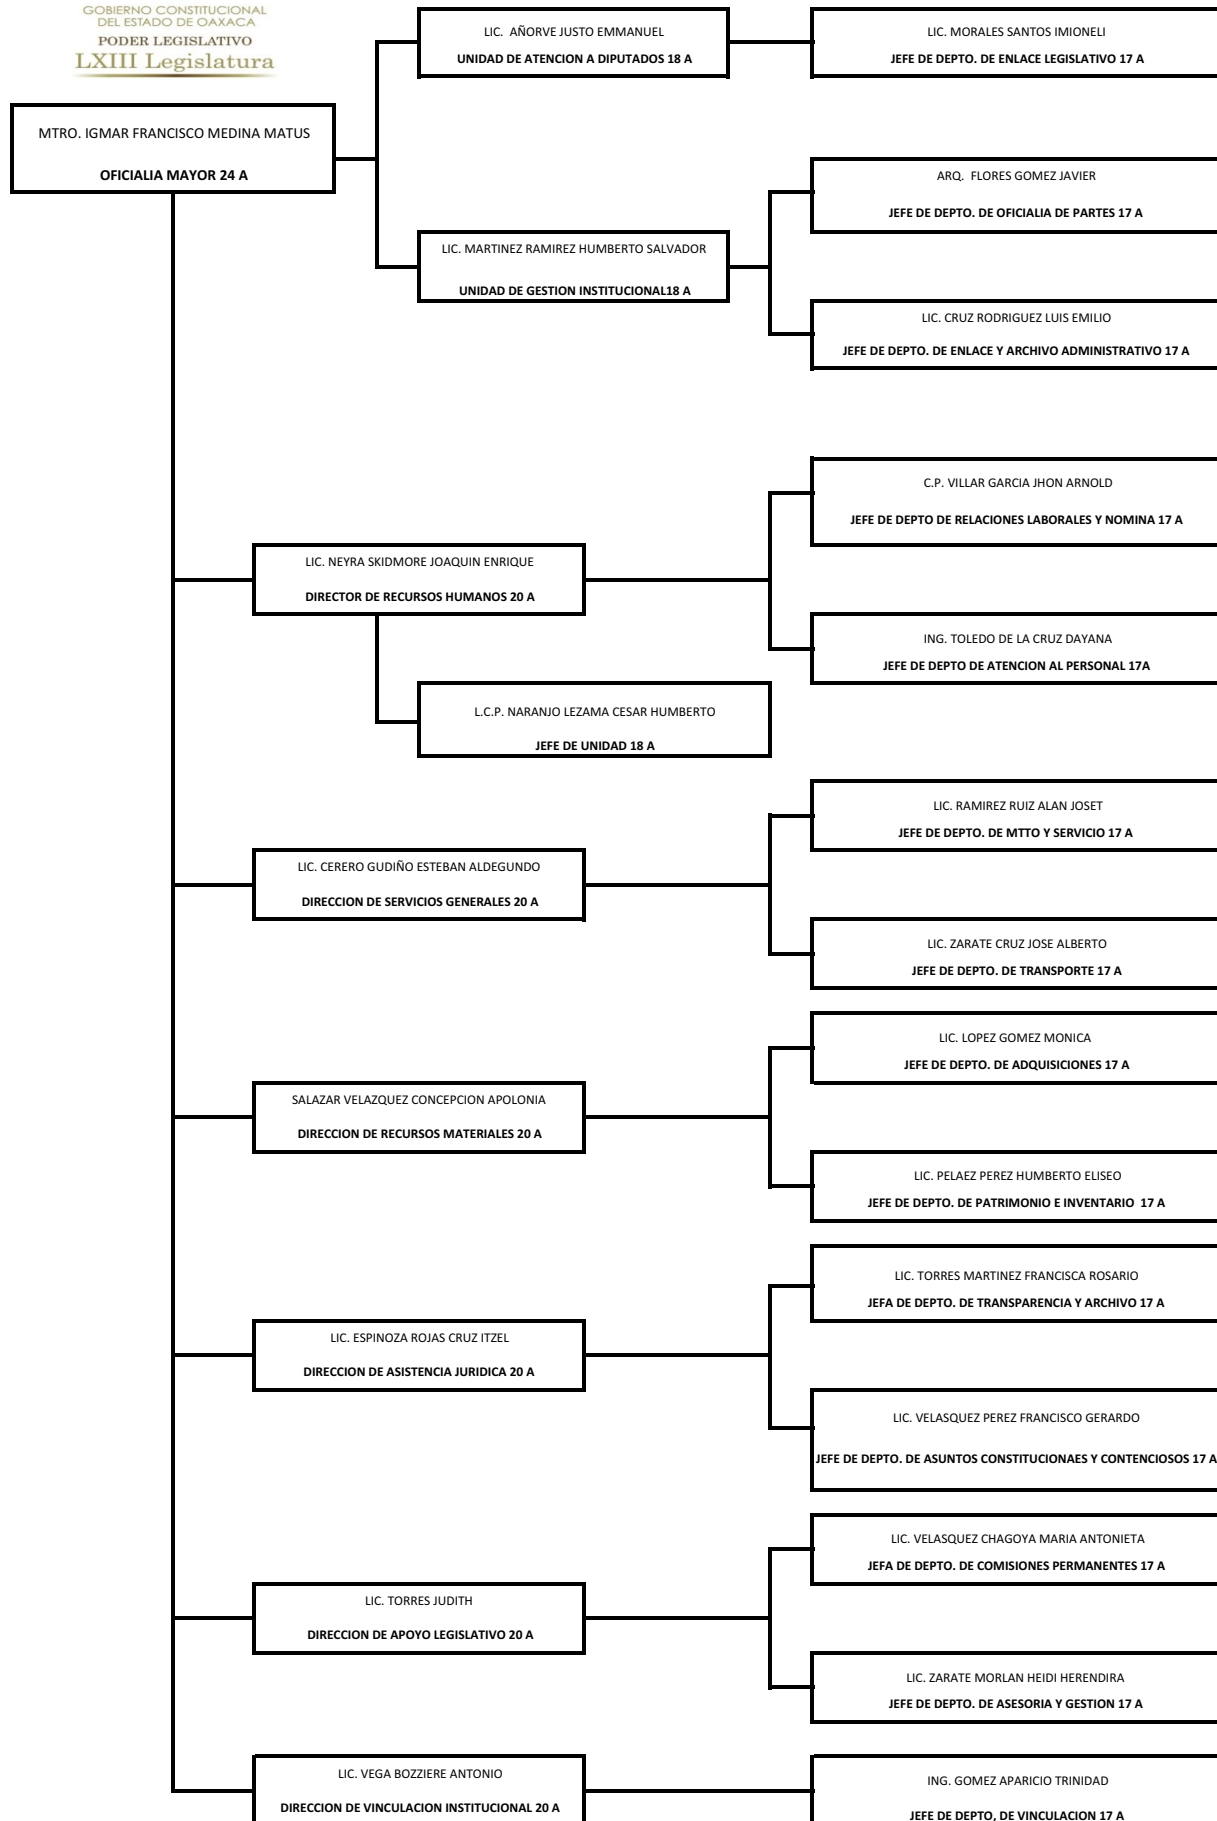 GOBIERNO CONSTITUCIONAL
DEL ESTADO DE OAXACA
PODER LEGISLATIVO
LXIII Legislatura
MTRO. IGMAR FRANCISCO MEDINA MATUS
OFICIALIA MAYOR 24 A
LIC. AÑORVE JUSTO EMMANUEL
UNIDAD DE ATENCION A DIPUTADOS 18 A
LIC. MORALES SANTOS IMIONELI
JEFE DE DEPTO. DE ENLACE LEGISLATIVO 17 A
LIC. MARTINEZ RAMIREZ HUMBERTO SALVADOR
UNIDAD DE GESTION INSTITUCIONAL18 A
ARQ. FLORES GOMEZ JAVIER
JEFE DE DEPTO. DE OFICIALIA DE PARTES 17 A
LIC. CRUZ RODRIGUEZ LUIS EMILIO
JEFE DE DEPTO. DE ENLACE Y ARCHIVO ADMINISTRATIVO 17 A
LIC. NEYRA SKIDMORE JOAQUIN ENRIQUE
DIRECTOR DE RECURSOS HUMANOS 20 A
C.P. VILLAR GARCIA JHON ARNOLD
JEFE DE DEPTO DE RELACIONES LABORALES Y NOMINA 17 A
ING. TOLEDO DE LA CRUZ DAYANA
JEFE DE DEPTO DE ATENCION AL PERSONAL 17A
L.C.P. NARANJO LEZAMA CESAR HUMBERTO
JEFE DE UNIDAD 18 A
LIC. CERERO GUDIÑO ESTEBAN ALDEGUNDO
DIRECCION DE SERVICIOS GENERALES 20 A
LIC. RAMIREZ RUIZ ALAN JOSET
JEFE DE DEPTO. DE MTTO Y SERVICIO 17 A
LIC. ZARATE CRUZ JOSE ALBERTO
JEFE DE DEPTO. DE TRANSPORTE 17 A
SALAZAR VELAZQUEZ CONCEPCION APOLONIA
DIRECCION DE RECURSOS MATERIALES 20 A
LIC. LOPEZ GOMEZ MONICA
JEFE DE DEPTO. DE ADQUISICIONES 17 A
LIC. PELAEZ PEREZ HUMBERTO ELISEO
JEFE DE DEPTO. DE PATRIMONIO E INVENTARIO 17 A
LIC. ESPINOZA ROJAS CRUZ ITZEL
DIRECCION DE ASISTENCIA JURIDICA 20 A
LIC. TORRES MARTINEZ FRANCISCA ROSARIO
JEFA DE DEPTO. DE TRANSPARENCIA Y ARCHIVO 17 A
LIC. VELASQUEZ PEREZ FRANCISCO GERARDO
JEFE DE DEPTO. DE ASUNTOS CONSTITUCIONAES Y CONTENCIOSOS 17 A
LIC. TORRES JUDITH
DIRECCION DE APOYO LEGISLATIVO 20 A
LIC. VELASQUEZ CHAGOYA MARIA ANTONIETA
JEFA DE DEPTO. DE COMISIONES PERMANENTES 17 A
LIC. ZARATE MORLAN HEIDI HERENDIRA
JEFE DE DEPTO. DE ASESORIA Y GESTION 17 A
LIC. VEGA BOZZIERE ANTONIO
DIRECCION DE VINCULACION INSTITUCIONAL 20 A
ING. GOMEZ APARICIO TRINIDAD
JEFE DE DEPTO, DE VINCULACION 17 A